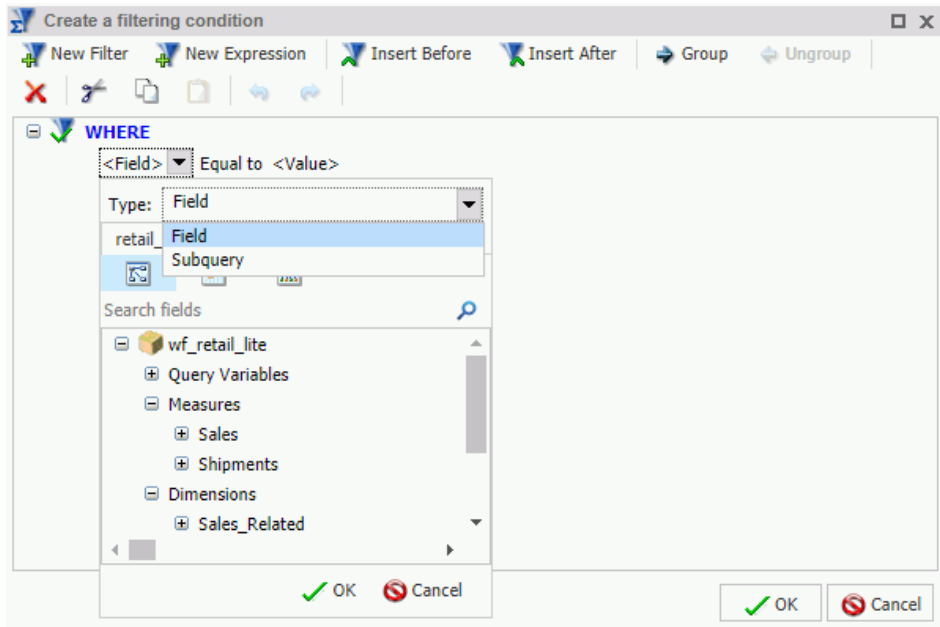 Create a filtering condition
New Filter New Expression Insert Before Insert After Group Ungroup
WHERE
<Field> Equal to <Value>
Type: Field
Field
retail_
Subquery
Search fields
wf_retail_lite
Query Variables
Measures
Sales
Shipments
Dimensions
Sales_Related
OK Cancel
OK Cancel